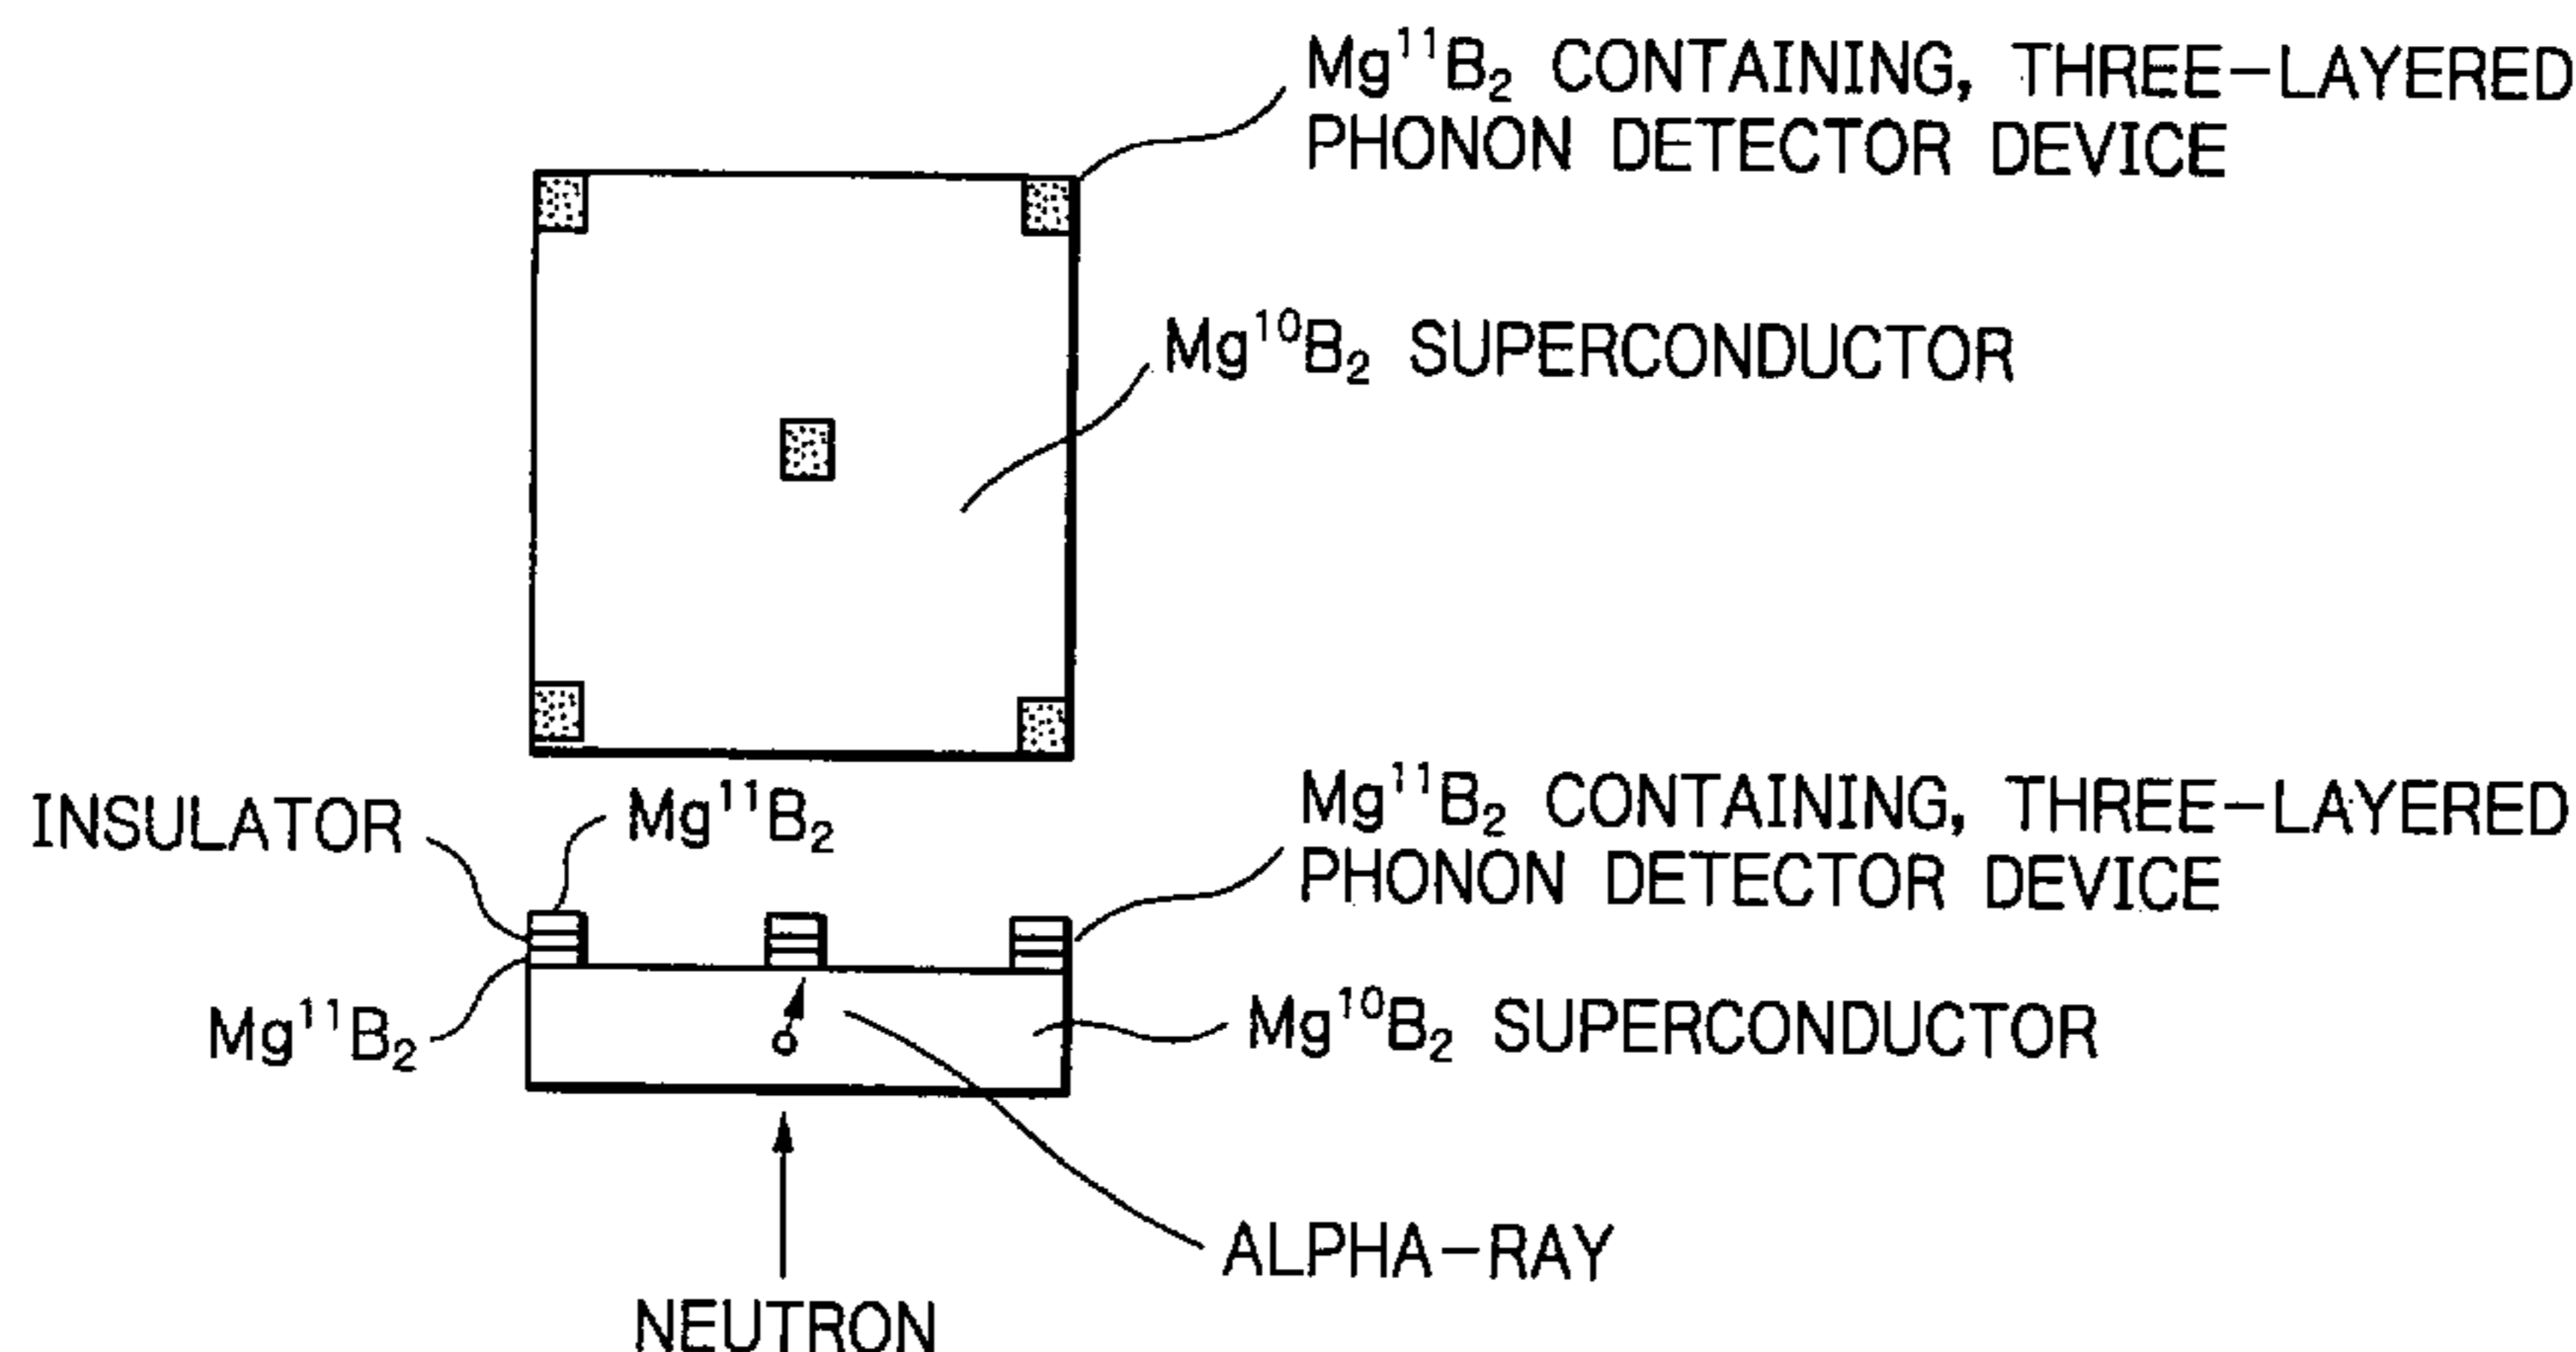 Mg¹¹B₂ CONTAINING, THREE-LAYERED
PHONON DETECTOR DEVICE
Mg¹⁰B₂ SUPERCONDUCTOR
INSULATOR
Mg¹¹B₂
Mg¹¹B₂ CONTAINING, THREE-LAYERED
PHONON DETECTOR DEVICE
Mg¹¹B₂
Mg¹⁰B₂ SUPERCONDUCTOR
ALPHA-RAY
NEUTRON